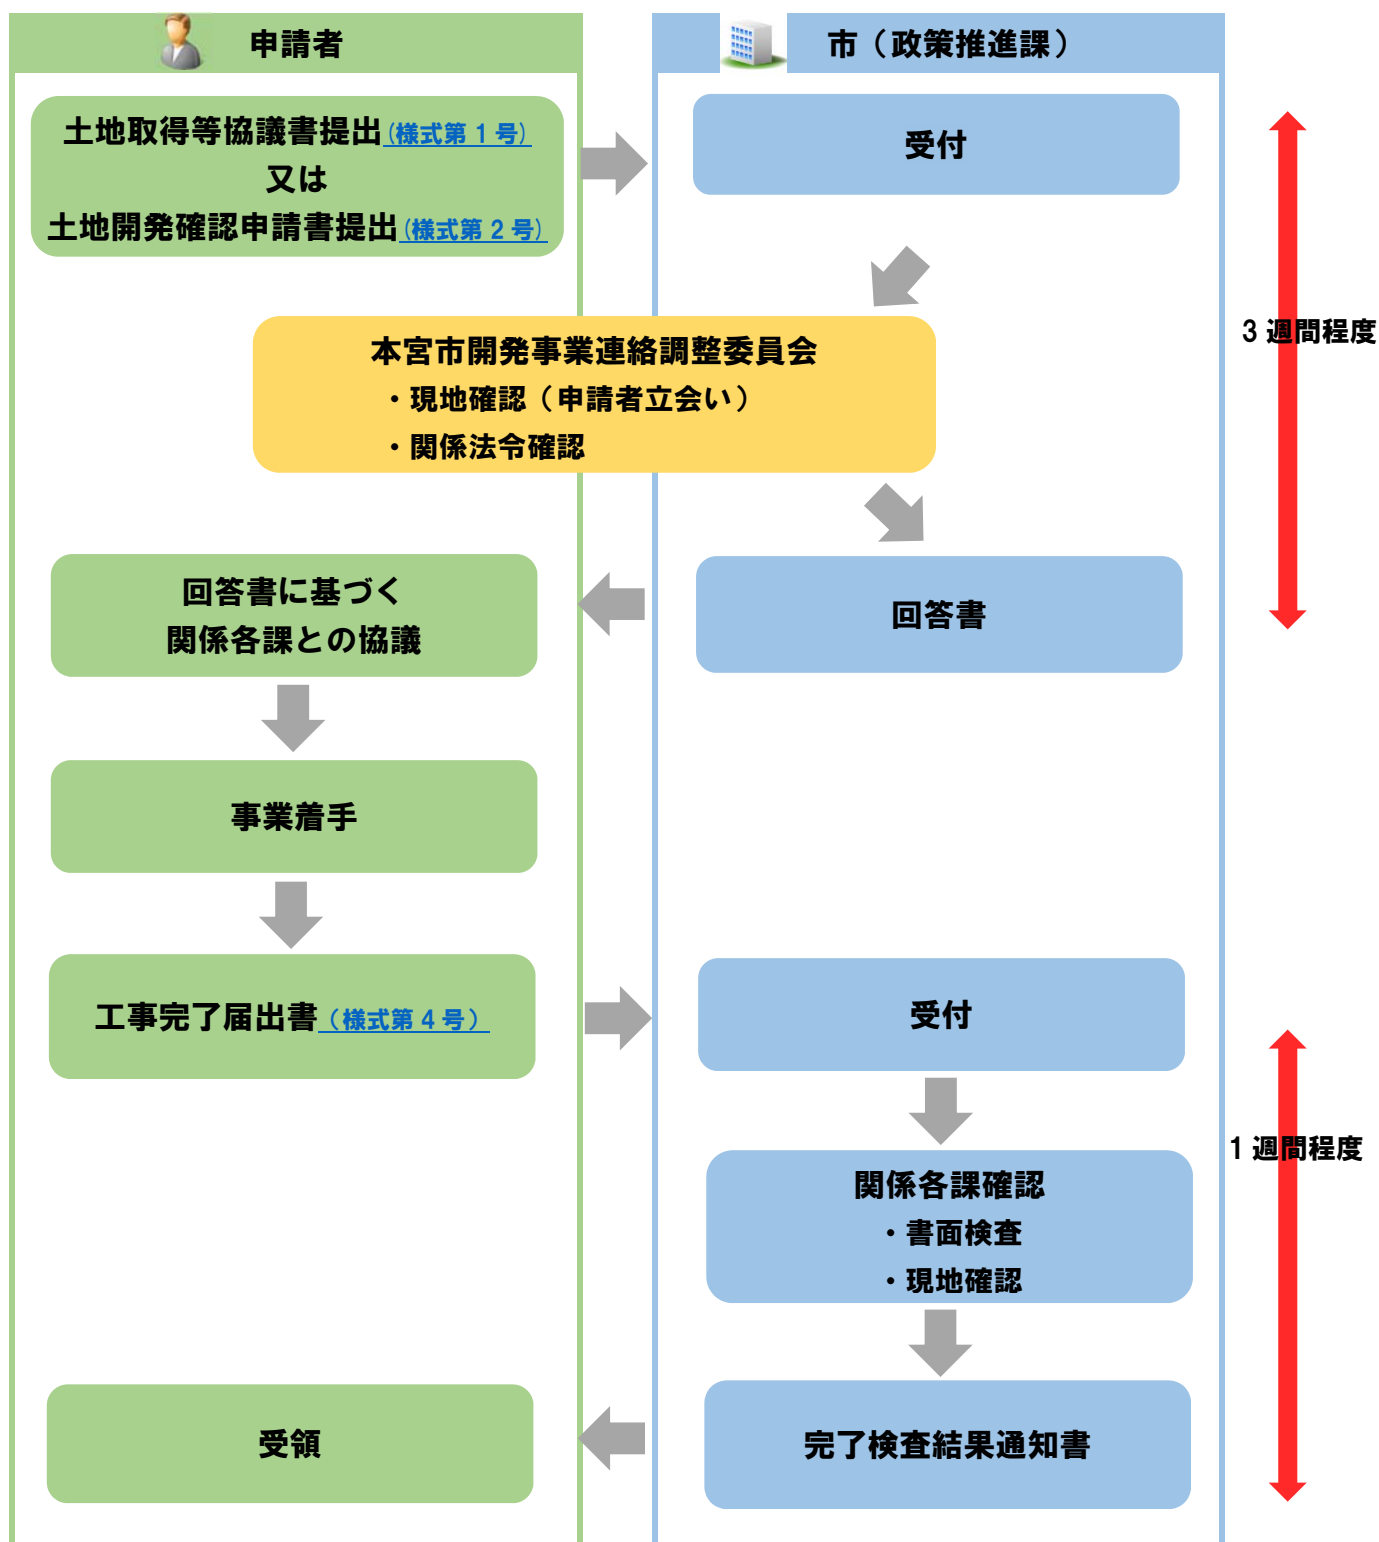 申請者
市（政策推進課）
土地取得等協議書提出(様式第1号)
又は
土地開発確認申請書提出(様式第2号)
受付
3週間程度
本宮市開発事業連絡調整委員会
・現地確認（申請者立会い）
・関係法令確認
回答書に基づく
関係各課との協議
回答書
事業着手
工事完了届出書（様式第4号）
受付
1週間程度
関係各課確認
・書面検査
・現地確認
受領
完了検査結果通知書